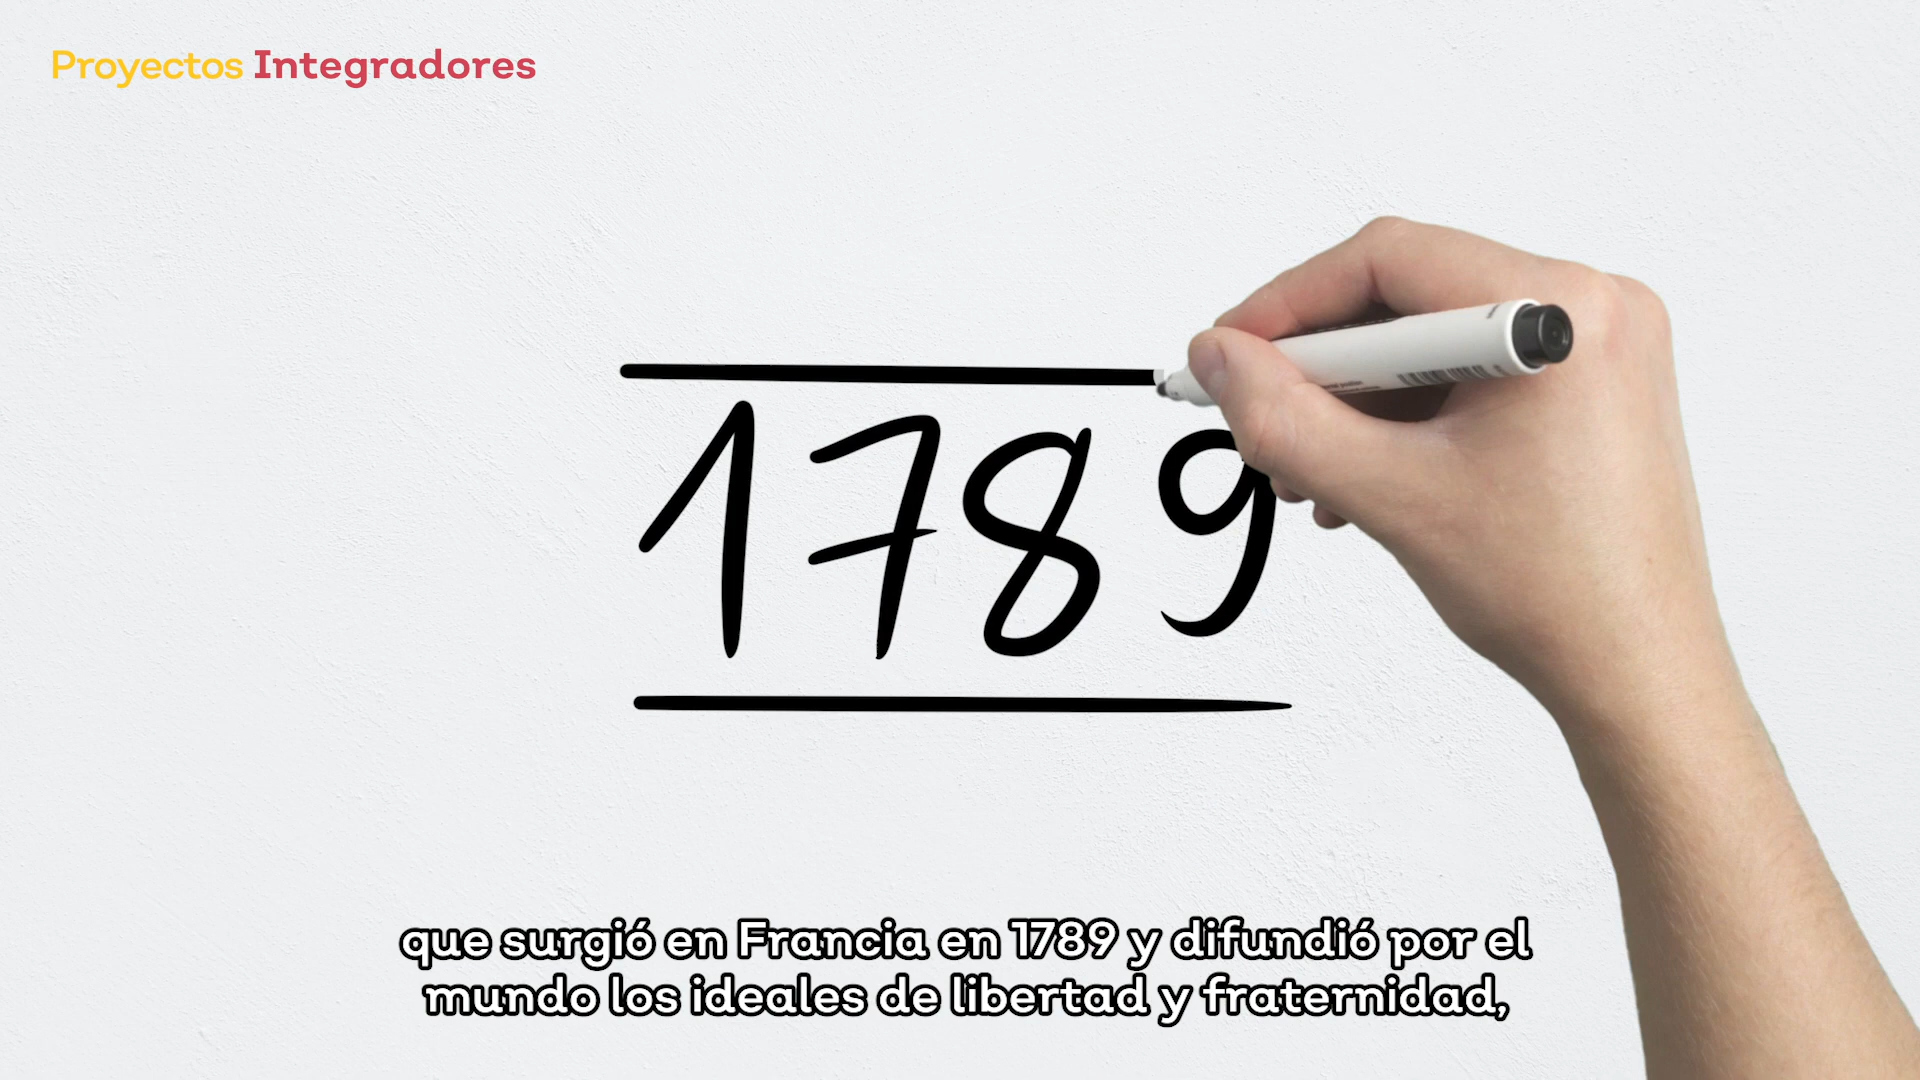 Proyectos Integradores
1789
que surgió en Francia en 1789 y difundió por el
mundo los ideales de libertad y fraternidad,